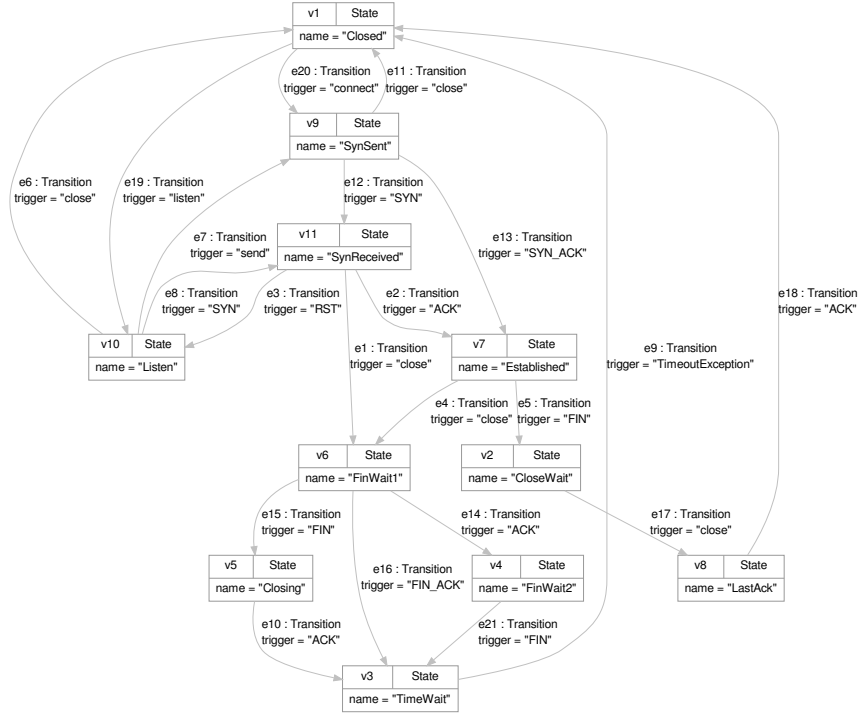 v1 State
name = "Closed"
e20 : Transition
trigger = "connect"
e11 : Transition
trigger = "close"
v9 State
name = "SynSent"
e6 : Transition
trigger = "close"
e19 : Transition
trigger = "listen"
e12 : Transition
trigger = "SYN"
e7 : Transition
trigger = "send"
v11 State
name = "SynReceived"
e13 : Transition
trigger = "SYN_ACK"
e8 : Transition
trigger = "SYN"
e3 : Transition
trigger = "RST"
e2 : Transition
trigger = "ACK"
e18 : Transition
trigger = "ACK"
v10 State
name = "Listen"
e1 : Transition
trigger = "close"
v7 State
name = "Established"
e9 : Transition
trigger = "TimeoutException"
e4 : Transition
trigger = "close"
e5 : Transition
trigger = "FIN"
v6 State
name = "FinWait1"
v2 State
name = "CloseWait"
e15 : Transition
trigger = "FIN"
e14 : Transition
trigger = "ACK"
e17 : Transition
trigger = "close"
v5 State
name = "Closing"
e16 : Transition
trigger = "FIN_ACK"
v4 State
name = "FinWait2"
v8 State
name = "LastAck"
e10 : Transition
trigger = "ACK"
e21 : Transition
trigger = "FIN"
v3 State
name = "TimeWait"